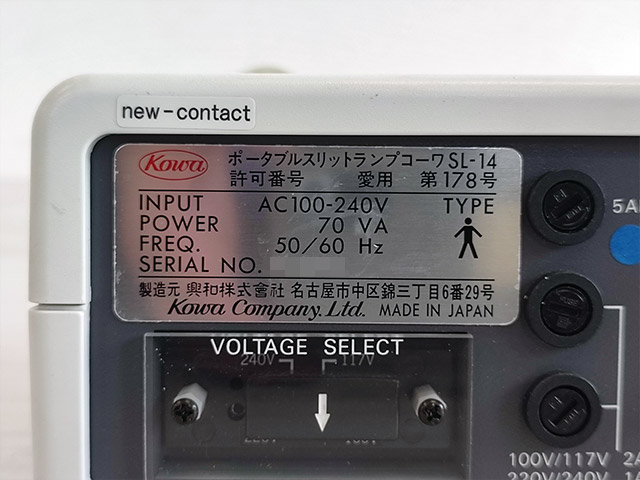 new-contact
Kowa ポータブルスリットランプコーワ SL-14
許可番号 愛用 第178号
INPUT AC100-240V TYPE
POWER 70 VA
FREQ. 50/60 Hz
SERIAL NO.
製造元 興和株式會社 名古屋市中区錦三丁目6番29号
Kowa Company, Ltd. MADE IN JAPAN
VOLTAGE SELECT
240V 117V
100V/117V 2A
220V/240V